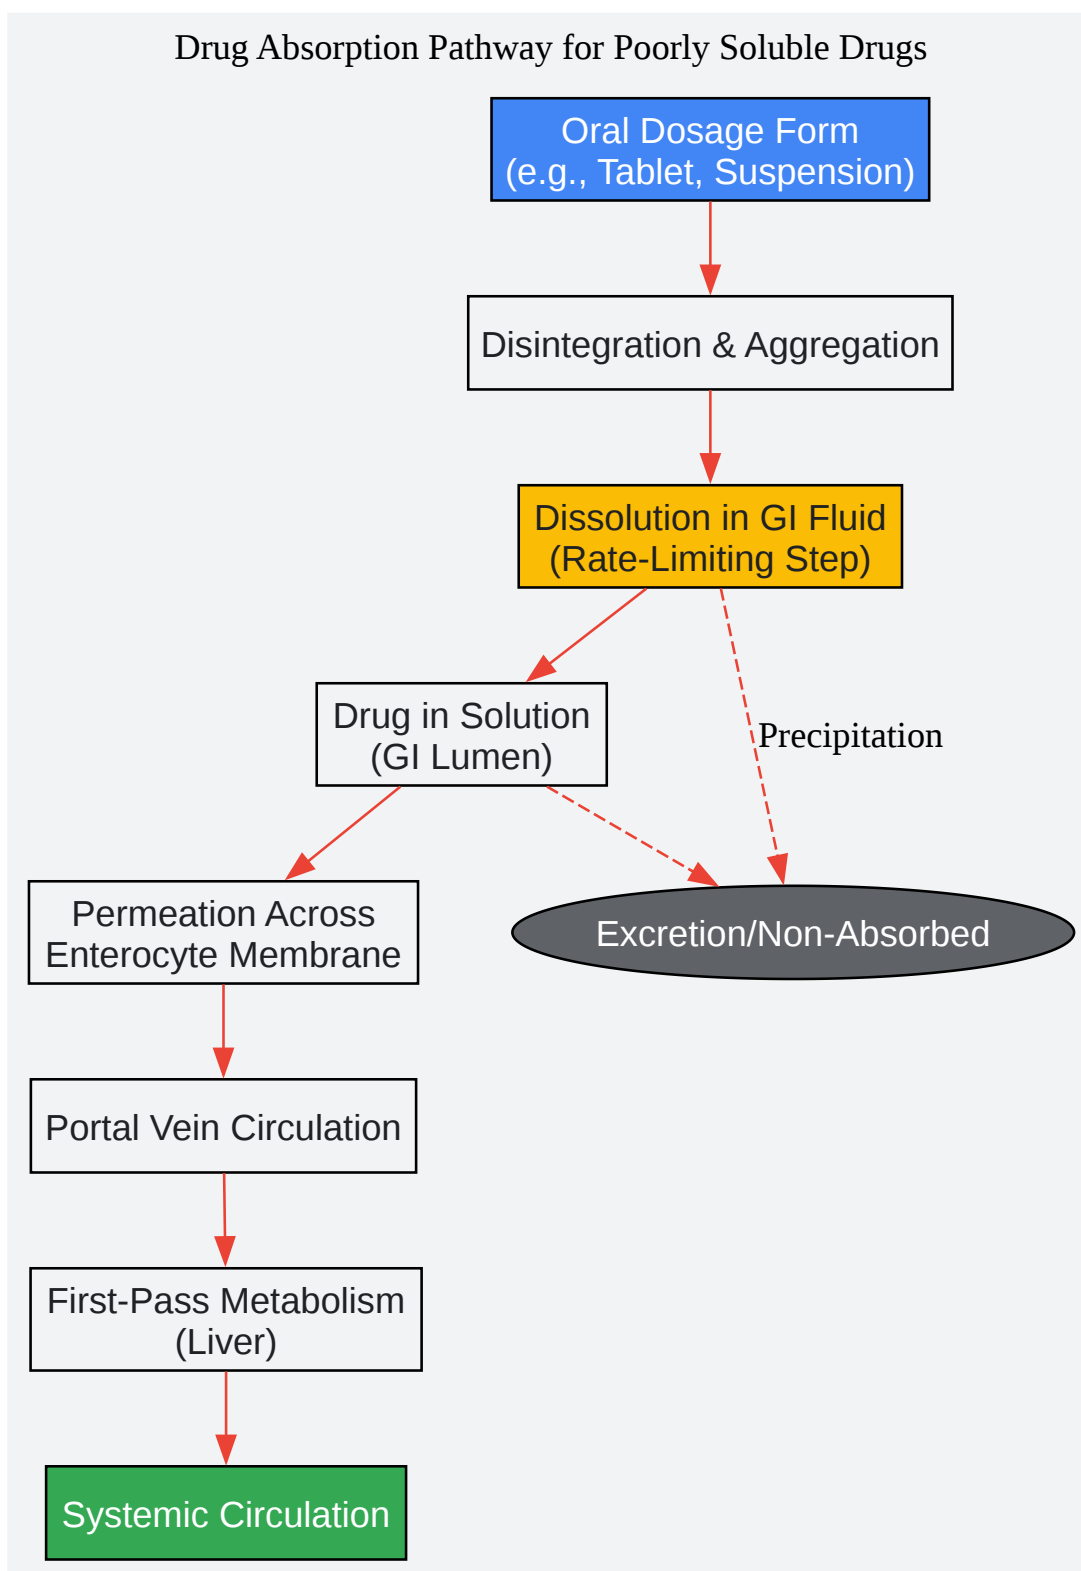 Drug Absorption Pathway for Poorly Soluble Drugs
Oral Dosage Form
(e.g., Tablet, Suspension)
Disintegration & Aggregation
Dissolution in GI Fluid
(Rate-Limiting Step)
Drug in Solution
(GI Lumen)
Precipitation
Permeation Across
Enterocyte Membrane
Excretion/Non-Absorbed
Portal Vein Circulation
First-Pass Metabolism
(Liver)
Systemic Circulation